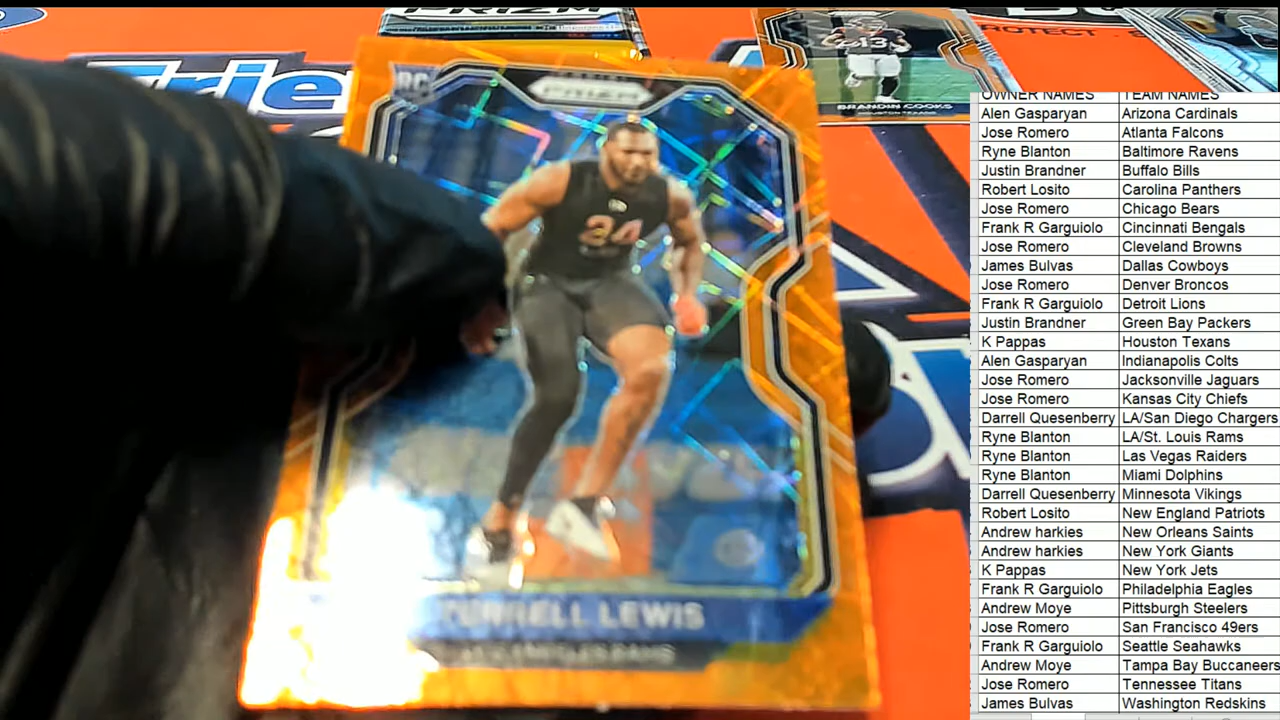 PRIZM
RC
PRIZM
34
LEWIS
13
BRANDIN COOKS
HOUSTON TEXANS
PROTECT
OWNER NAMES TEAM NAMES
Alen Gasparyan Arizona Cardinals
Jose Romero Atlanta Falcons
Ryne Blanton Baltimore Ravens
Justin Brandner Buffalo Bills
Robert Losito Carolina Panthers
Jose Romero Chicago Bears
Frank R Garguiolo Cincinnati Bengals
Jose Romero Cleveland Browns
James Bulvas Dallas Cowboys
Jose Romero Denver Broncos
Frank R Garguiolo Detroit Lions
Justin Brandner Green Bay Packers
K Pappas Houston Texans
Alen Gasparyan Indianapolis Colts
Jose Romero Jacksonville Jaguars
Jose Romero Kansas City Chiefs
Darrell Quesenberry LA/San Diego Chargers
Ryne Blanton LA/St. Louis Rams
Ryne Blanton Las Vegas Raiders
Ryne Blanton Miami Dolphins
Darrell Quesenberry Minnesota Vikings
Robert Losito New England Patriots
Andrew harkies New Orleans Saints
Andrew harkies New York Giants
K Pappas New York Jets
Frank R Garguiolo Philadelphia Eagles
Andrew Moye Pittsburgh Steelers
Jose Romero San Francisco 49ers
Frank R Garguiolo Seattle Seahawks
Andrew Moye Tampa Bay Buccaneers
Jose Romero Tennessee Titans
James Bulvas Washington Redskins